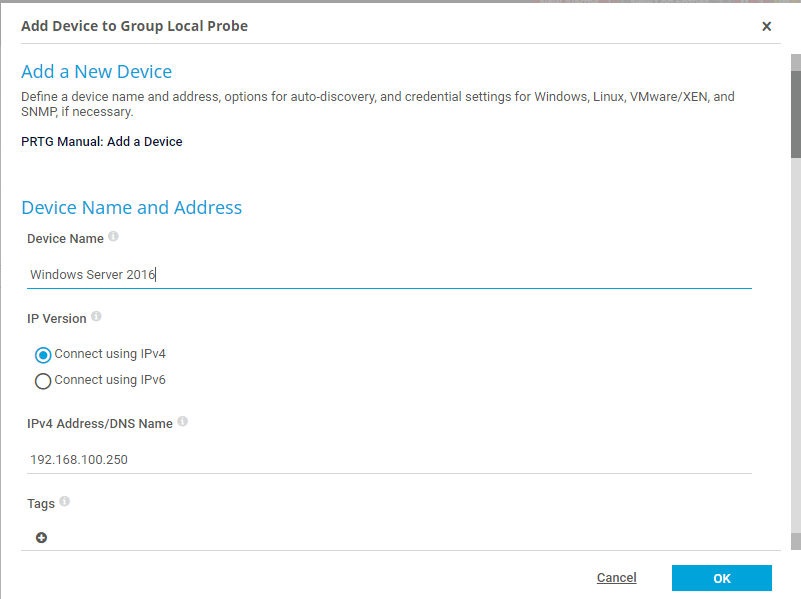 Add Device to Group Local Probe
Add a New Device
Define a device name and address, options for auto-discovery, and credential settings for Windows, Linux, VMware/XEN, and
SNMP, if necessary.
PRTG Manual: Add a Device
Device Name and Address
Device Name
Windows Server 2016
IP Version
Connect using IPv4
Connect using IPv6
IPv4 Address/DNS Name
192.168.100.250
Tags
Cancel
OK